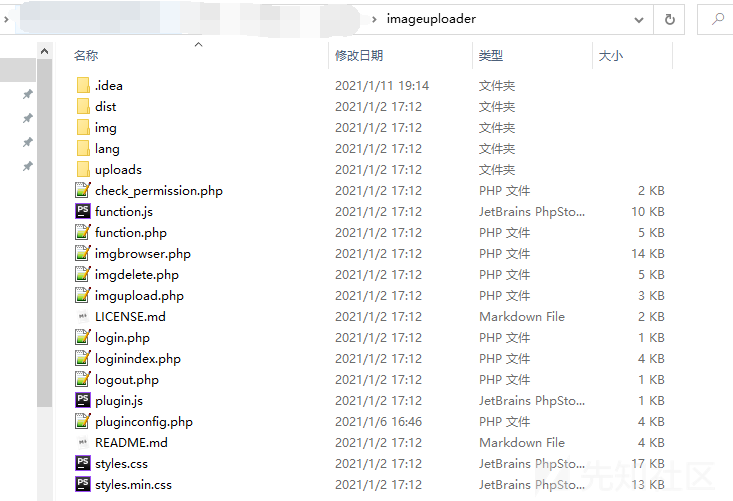 imageuploader
名称 修改日期 类型 大小
.idea 2021/1/11 19:14 文件夹
dist 2021/1/2 17:12 文件夹
img 2021/1/2 17:12 文件夹
lang 2021/1/2 17:12 文件夹
uploads 2021/1/2 17:12 文件夹
check_permission.php 2021/1/2 17:12 PHP 文件 2 KB
function.js 2021/1/2 17:12 JetBrains PhpSto... 10 KB
function.php 2021/1/2 17:12 PHP 文件 5 KB
imgbrowser.php 2021/1/2 17:12 PHP 文件 14 KB
imgdelete.php 2021/1/2 17:12 PHP 文件 5 KB
imgupload.php 2021/1/2 17:12 PHP 文件 3 KB
LICENSE.md 2021/1/2 17:12 Markdown File 2 KB
login.php 2021/1/2 17:12 PHP 文件 1 KB
loginindex.php 2021/1/2 17:12 PHP 文件 4 KB
logout.php 2021/1/2 17:12 PHP 文件 1 KB
plugin.js 2021/1/2 17:12 JetBrains PhpSto... 1 KB
pluginconfig.php 2021/1/6 16:46 PHP 文件 4 KB
README.md 2021/1/2 17:12 Markdown File 4 KB
styles.css 2021/1/2 17:12 JetBrains PhpSto... 17 KB
styles.min.css 2021/1/2 17:12 JetBrains PhpSto... 13 KB
先知社区